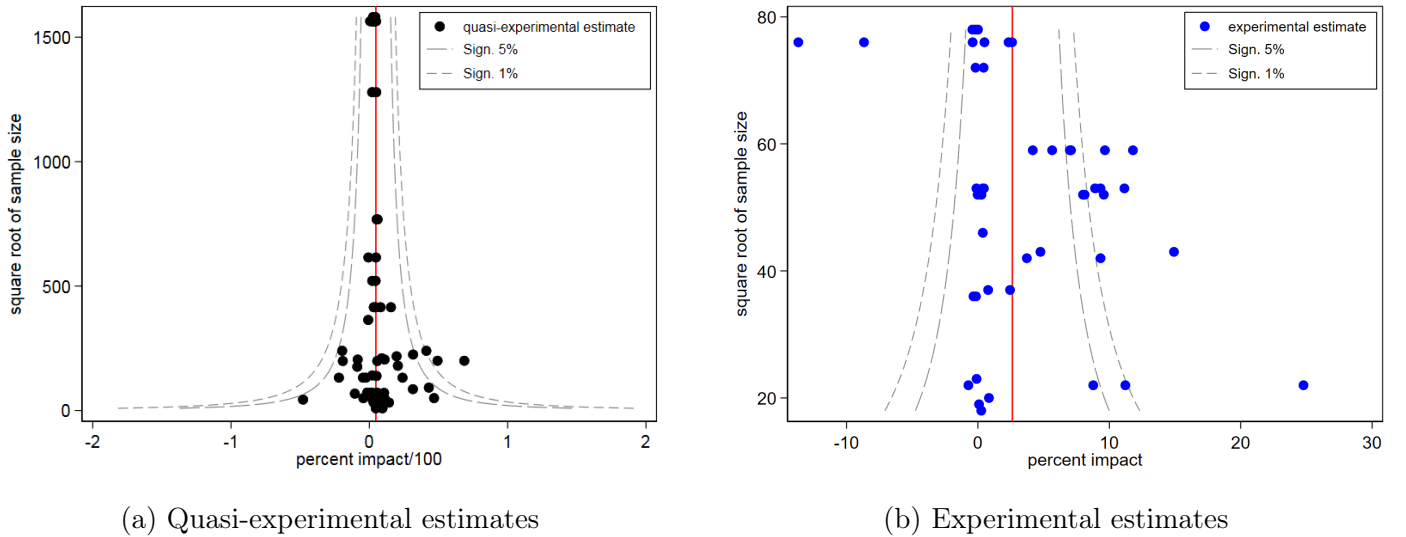 quasi-experimental estimate
Sign. 5%
Sign. 1%
square root of sample size
1500
1000
500
0
-2
-1
0
1
2
percent impact/100
(a) Quasi-experimental estimates
experimental estimate
Sign. 5%
Sign. 1%
square root of sample size
80
60
40
20
-10
0
10
20
30
percent impact
(b) Experimental estimates